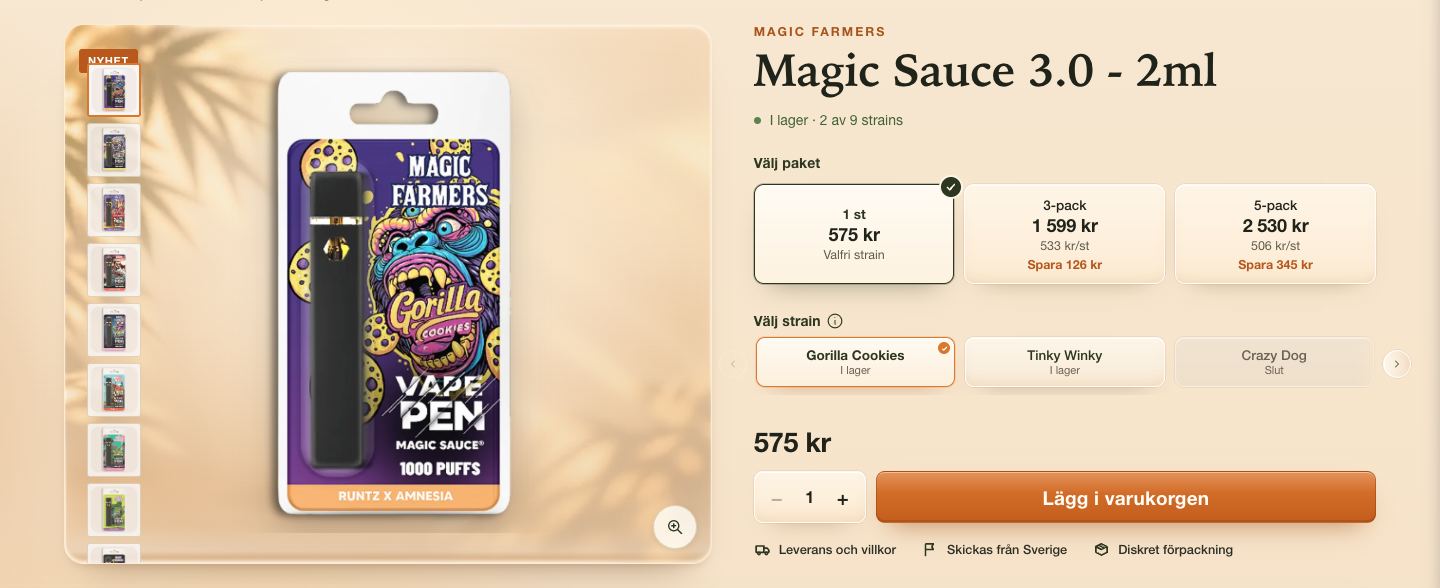 NYHET
MAGIC
FARMERS
Gorilla
COOKIES
VAPE
PEN
MAGIC SAUCE®
1000 PUFFS
RUNTZ X AMNESIA
MAGIC FARMERS
Magic Sauce 3.0 - 2ml
I lager · 2 av 9 strains
Välj paket
1 st
575 kr
Valfri strain
3-pack
1 599 kr
533 kr/st
Spara 126 kr
5-pack
2 530 kr
506 kr/st
Spara 345 kr
Välj strain
Gorilla Cookies
I lager
Tinky Winky
I lager
Crazy Dog
Slut
575 kr
− 1 +
Lägg i varukorgen
Leverans och villkor
Skickas från Sverige
Diskret förpackning